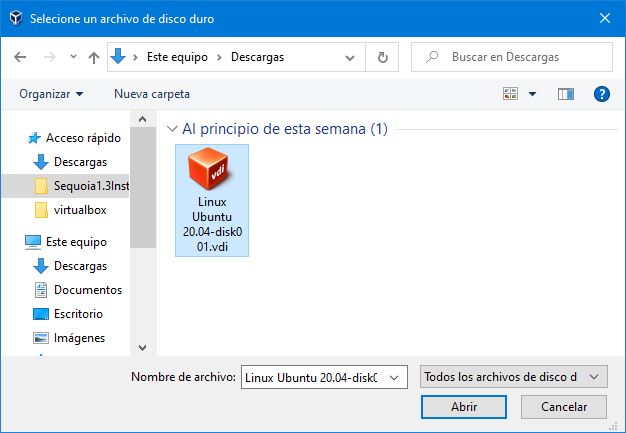 Selecione un archivo de disco duro
Este equipo
Descargas
Buscar en Descargas
Organizar
Nueva carpeta
?
Acceso rápido
Descargas
Sequoia1.3Inst
virtualbox
Este equipo
Descargas
Documentos
Escritorio
Imágenes
Al principio de esta semana (1)
vdi
Linux
Ubuntu
20.04-disk0
01.vdi
Nombre de archivo:
Linux Ubuntu 20.04-disk0
Todos los archivos de disco d
Abrir
Cancelar